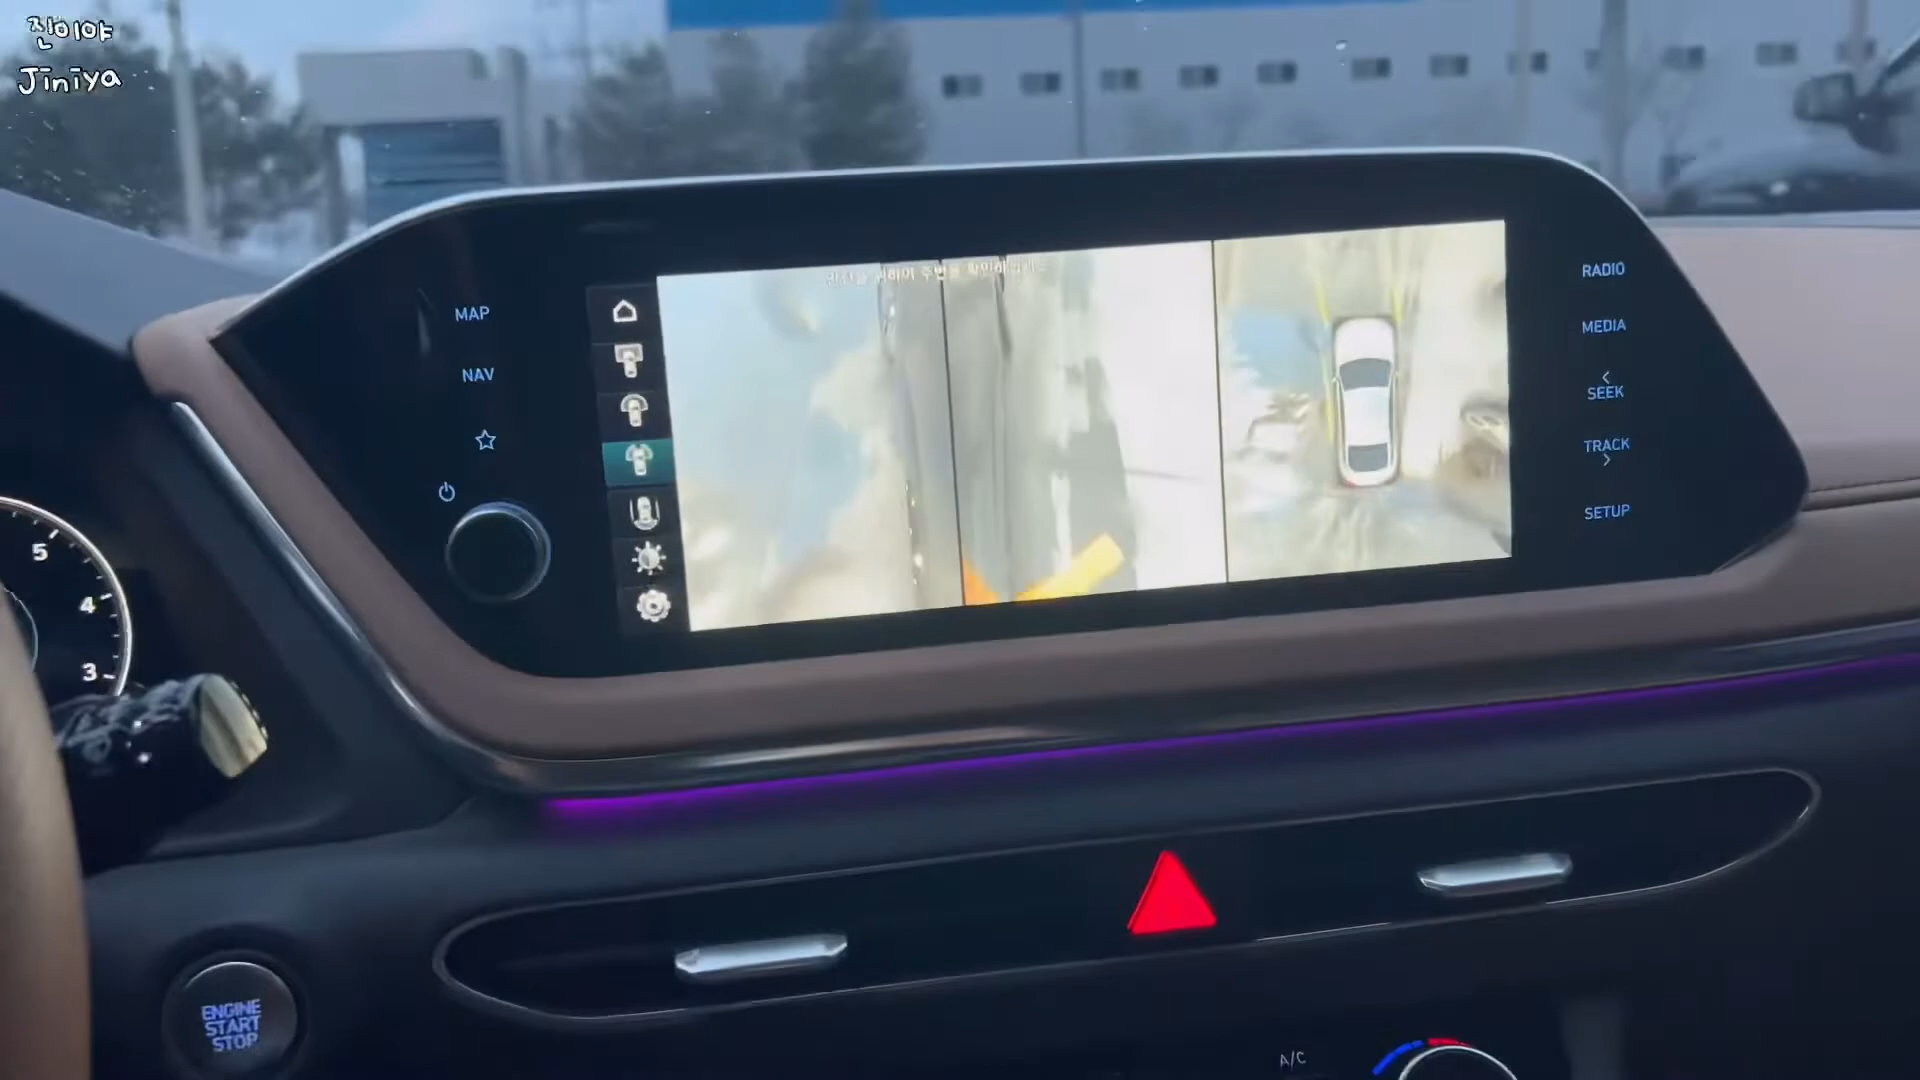 진이야
Jiniya
MAP
NAV
RADIO
MEDIA
<
SEEK
TRACK
>
SETUP
5
4
3
ENGINE
START
STOP
A/C